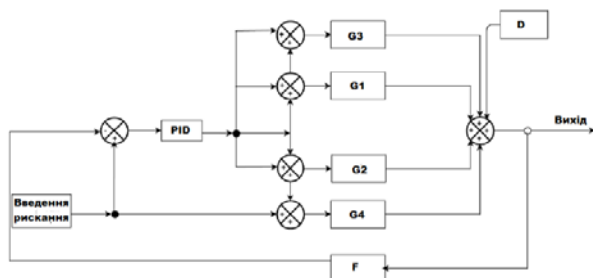 G3
D
G1
PID
Вихід
G2
Введення
рискання
G4
F